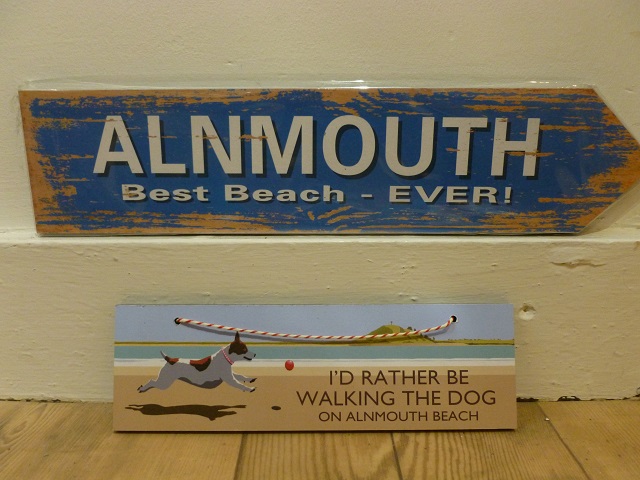 ALNMOUTH
Best Beach - EVER!
I'D RATHER BE
WALKING THE DOG
ON ALNMOUTH BEACH